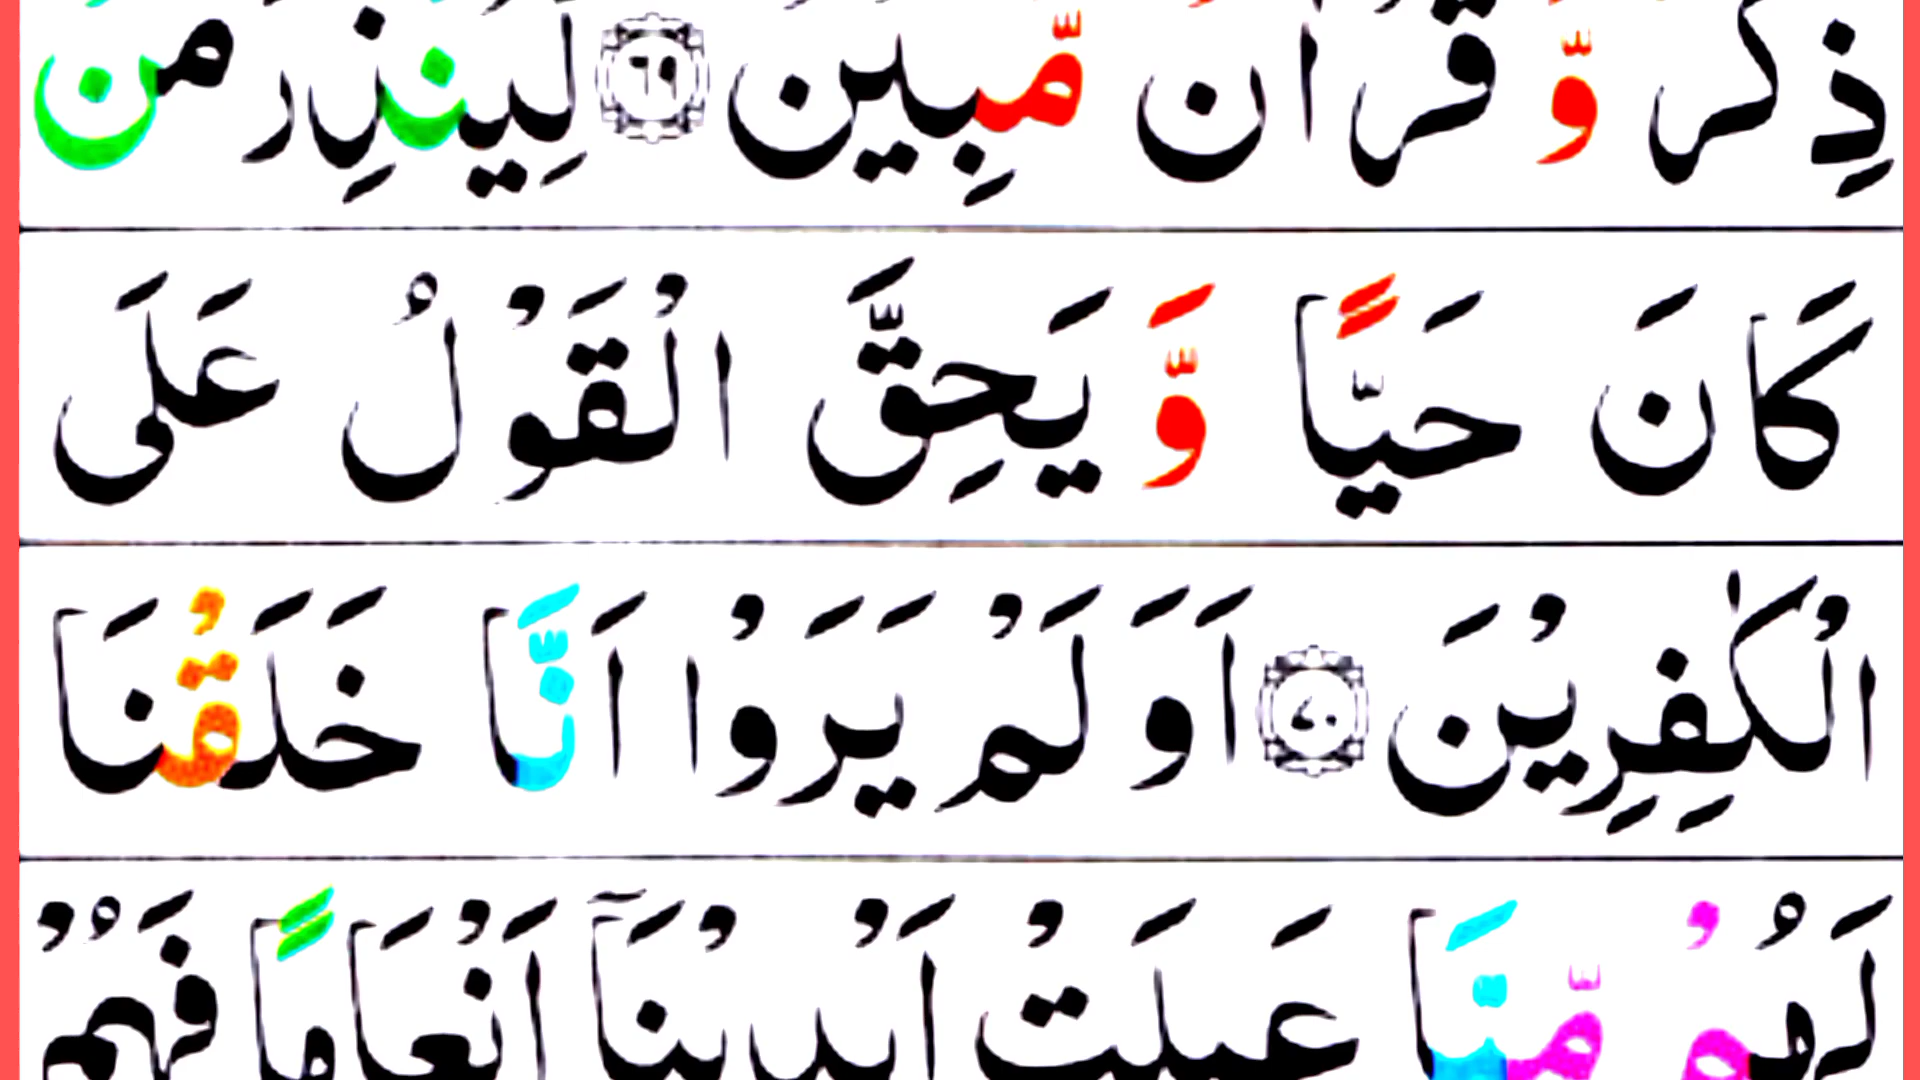 ذِكْرٌ وَّ قُرْاٰنٌ مُّبِيْنٌ ٦٩ لِّيُنْذِرَ مَنْ
كَانَ حَيًّا وَّ يَحِقَّ الْقَوْلُ عَلَى
الْكٰفِرِيْنَ ٧٠ اَوَ لَمْ يَرَوْا اَنَّا خَلَقْنَا
لَهُمْ مِّمَّا عَمِلَتْ اَيْدِيْنَاۤ اَنْعَامًا فَهُمْ